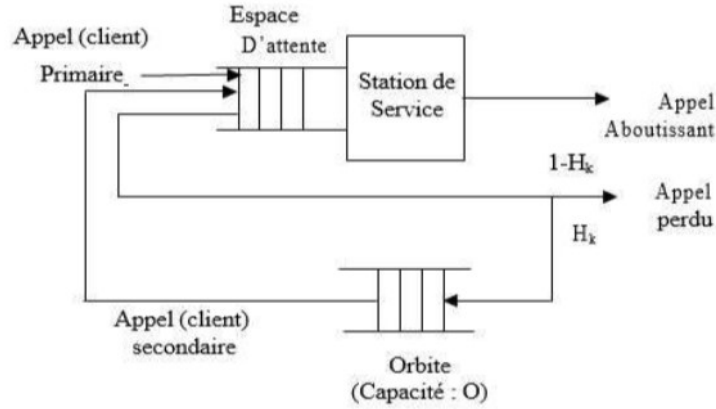 Espace
Appel (client)
D'attente
Primaire
Station de
Service
Appel
Aboutissant
1-Hk
Appel
perdu
Hk
Appel (client)
secondaire
Orbite
(Capacité : O)